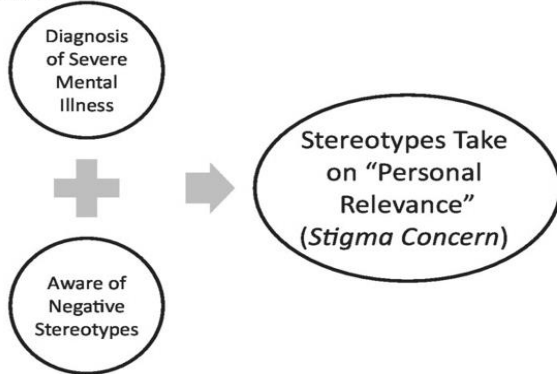 Diagnosis
of Severe
Mental
Illness
Stereotypes Take
on “Personal
Relevance”
(Stigma Concern)
Aware of
Negative
Stereotypes